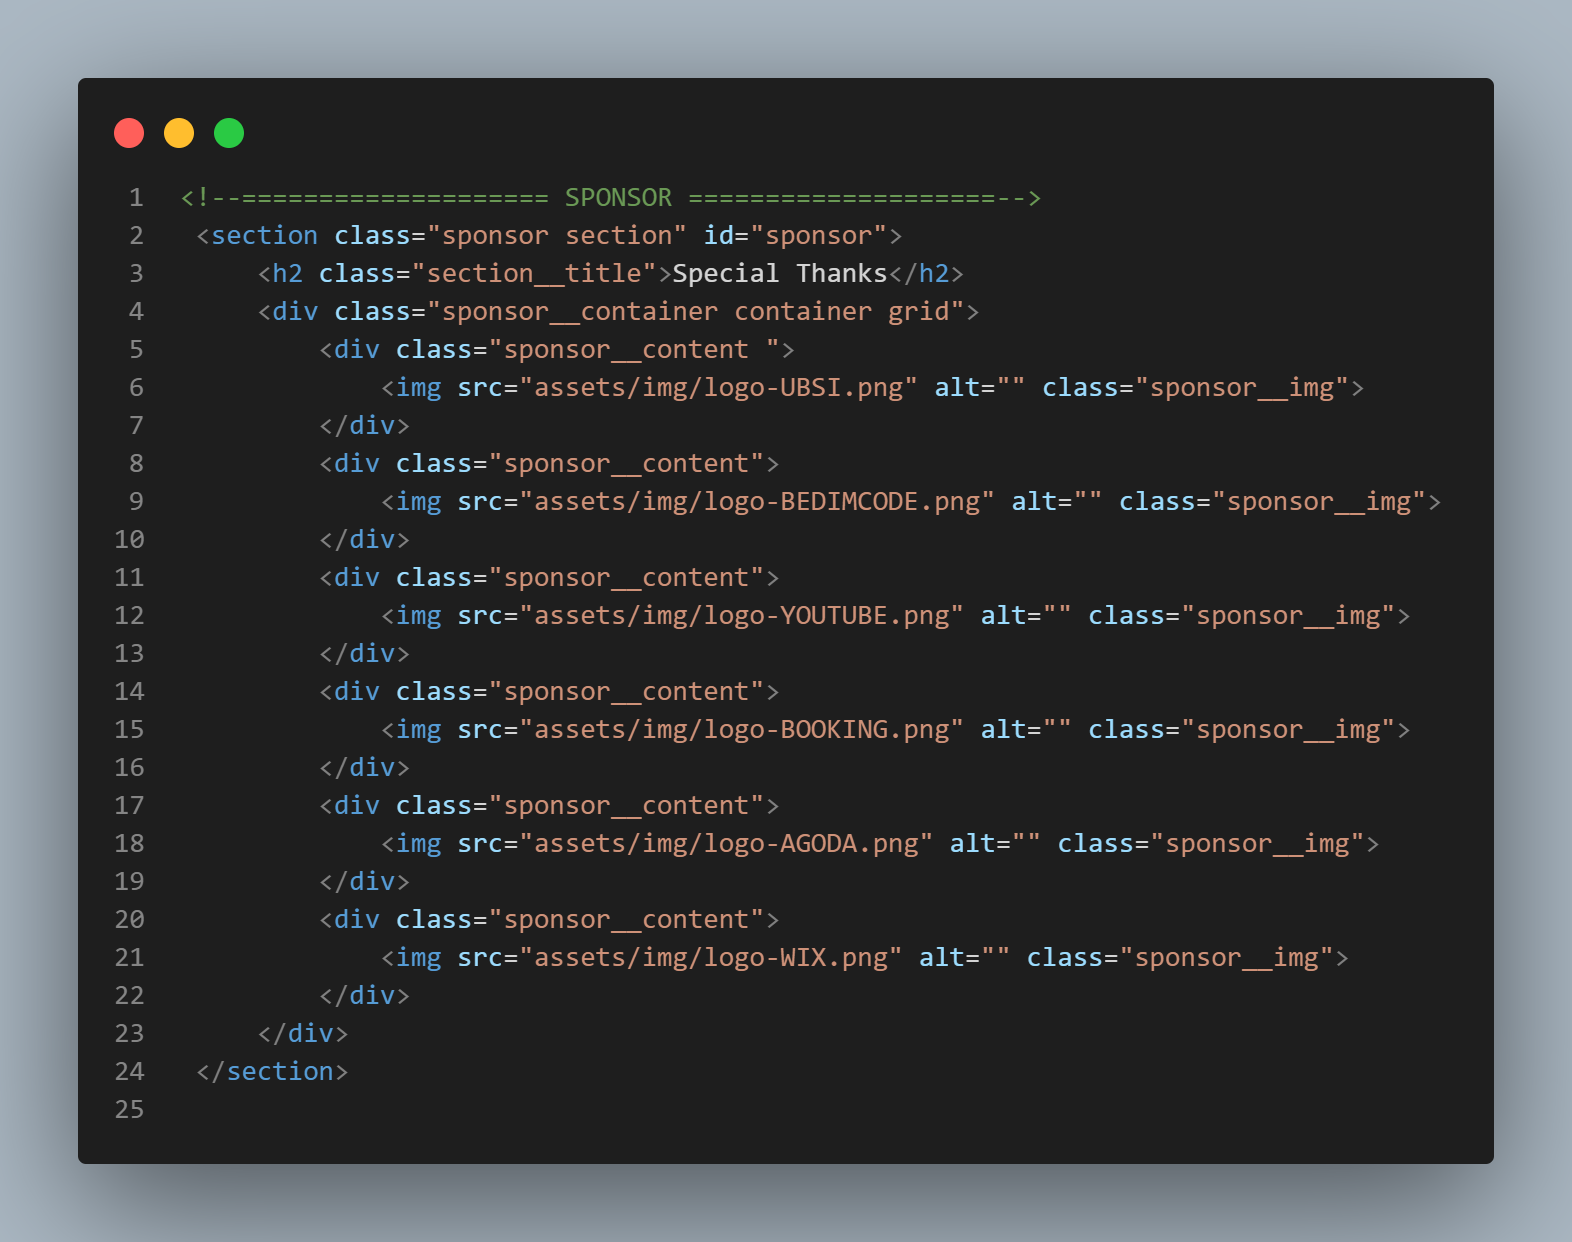 1 <!--==================== SPONSOR ====================-->
2 <section class="sponsor section" id="sponsor">
3 <h2 class="section__title">Special Thanks</h2>
4 <div class="sponsor__container container grid">
5 <div class="sponsor__content ">
6 <img src="assets/img/logo-UBSI.png" alt="" class="sponsor__img">
7 </div>
8 <div class="sponsor__content">
9 <img src="assets/img/logo-BEDIMCODE.png" alt="" class="sponsor__img">
10 </div>
11 <div class="sponsor__content">
12 <img src="assets/img/logo-YOUTUBE.png" alt="" class="sponsor__img">
13 </div>
14 <div class="sponsor__content">
15 <img src="assets/img/logo-BOOKING.png" alt="" class="sponsor__img">
16 </div>
17 <div class="sponsor__content">
18 <img src="assets/img/logo-AGODA.png" alt="" class="sponsor__img">
19 </div>
20 <div class="sponsor__content">
21 <img src="assets/img/logo-WIX.png" alt="" class="sponsor__img">
22 </div>
23 </div>
24 </section>
25